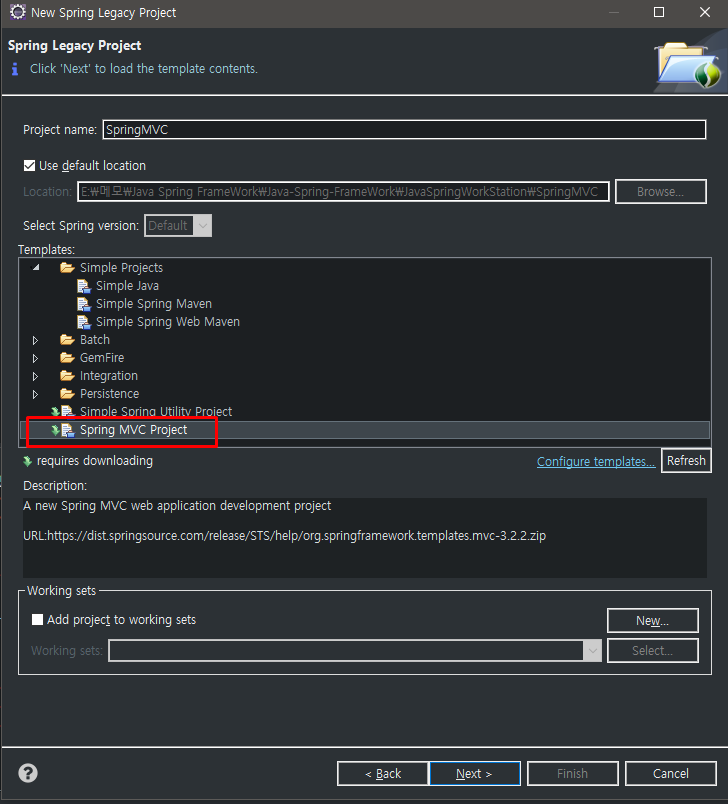 New Spring Legacy Project
Spring Legacy Project
Click 'Next' to load the template contents.
Project name: SpringMVC
Use default location
Location: E:₩메모₩Java Spring FrameWork₩Java-Spring-FrameWork₩JavaSpringWorkStation₩SpringMVC Browse...
Select Spring version: Default
Templates:
Simple Projects
Simple Java
Simple Spring Maven
Simple Spring Web Maven
Batch
GemFire
Integration
Persistence
Simple Spring Utility Project
Spring MVC Project
requires downloading Configure templates... Refresh
Description:
A new Spring MVC web application development project
URL:https://dist.springsource.com/release/STS/help/org.springframework.templates.mvc-3.2.2.zip
Working sets
Add project to working sets New...
Working sets: Select...
? < Back Next > Finish Cancel